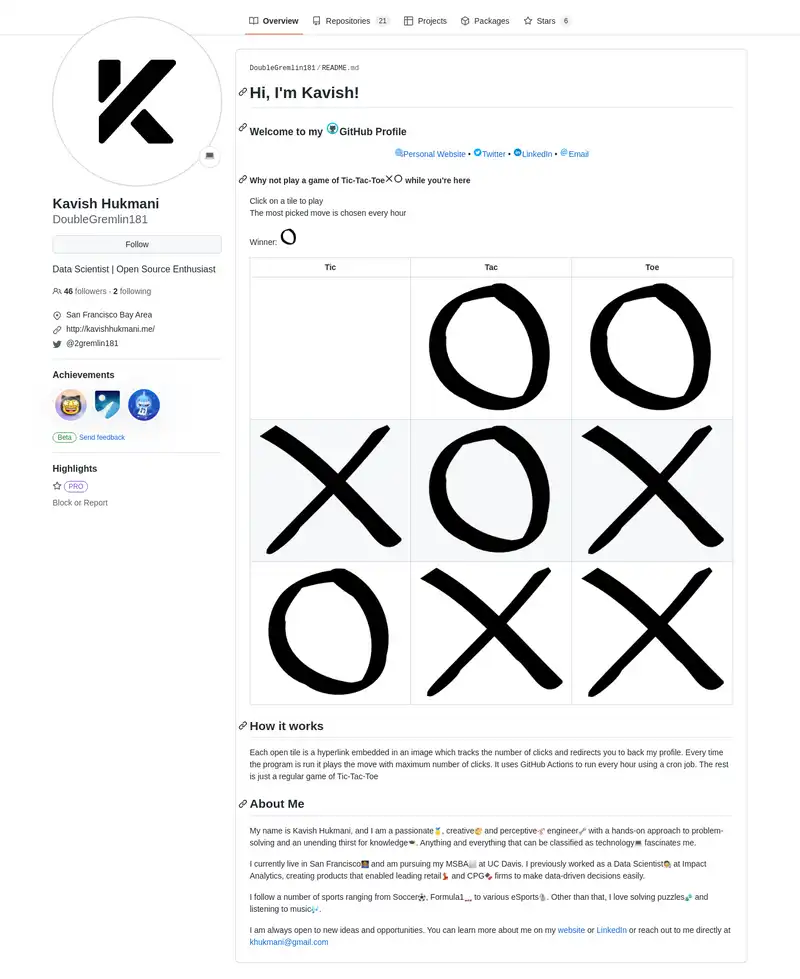 Overview
Repositories 21
Projects
Packages
Stars 6
Kavish Hukmani
DoubleGremlin181
Follow
Data Scientist | Open Source Enthusiast
46 followers · 2 following
San Francisco Bay Area
http://kavishhukmani.me/
@2gremlin181
Achievements
Beta Send feedback
Highlights
PRO
Block or Report
DoubleGremlin181/README.md
Hi, I'm Kavish!
Welcome to my GitHub Profile
Personal Website • Twitter • LinkedIn • Email
Why not play a game of Tic-Tac-Toe while you're here
Click on a tile to play
The most picked move is chosen every hour
Winner:
Tic Tac Toe
How it works
Each open tile is a hyperlink embedded in an image which tracks the number of clicks and redirects you to back my profile. Every time
the program is run it plays the move with maximum number of clicks. It uses GitHub Actions to run every hour using a cron job. The rest
is just a regular game of Tic-Tac-Toe
About Me
My name is Kavish Hukmani, and I am a passionate, creative and perceptive engineer with a hands-on approach to problem-
solving and an unending thirst for knowledge. Anything and everything that can be classified as technology fascinates me.
I currently live in San Francisco and am pursuing my MSBA at UC Davis. I previously worked as a Data Scientist at Impact
Analytics, creating products that enabled leading retail and CPG firms to make data-driven decisions easily.
I follow a number of sports ranging from Soccer, Formula1 to various eSports. Other than that, I love solving puzzles and
listening to music.
I am always open to new ideas and opportunities. You can learn more about me on my website or LinkedIn or reach out to me directly at
khukmani@gmail.com